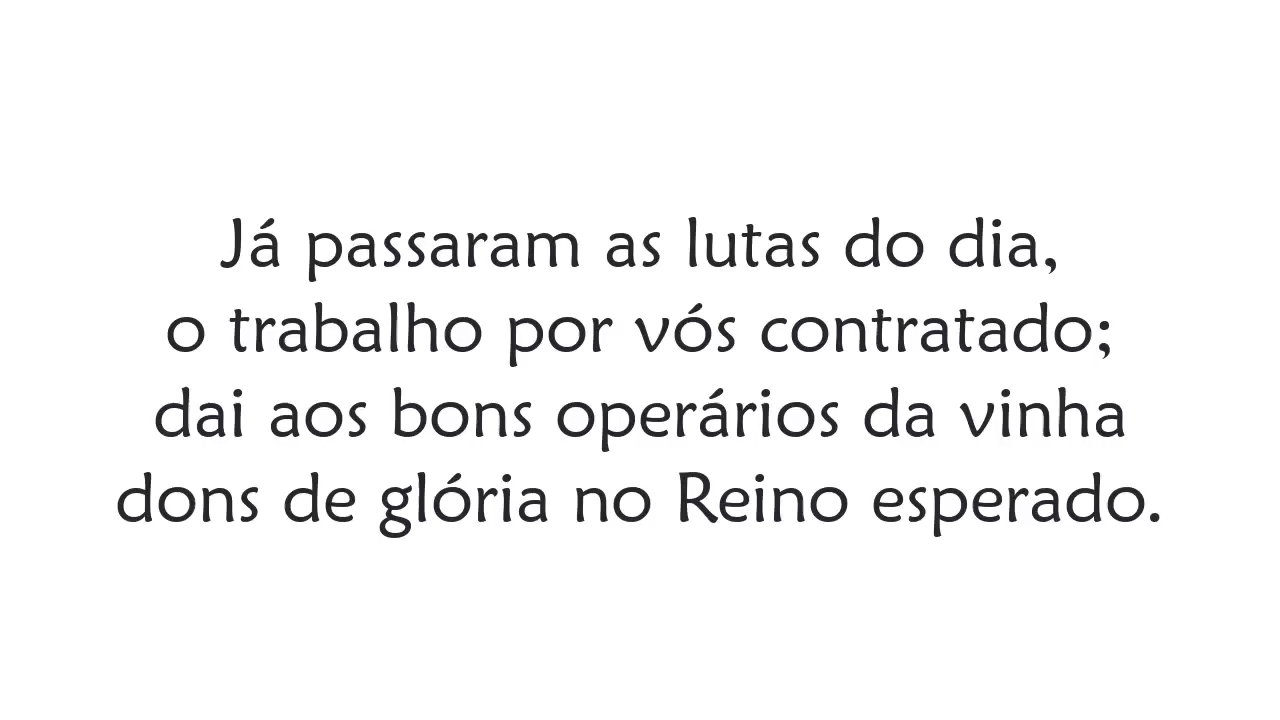 Já passaram as lutas do dia,
o trabalho por vós contratado;
dai aos bons operários da vinha
dons de glória no Reino esperado.